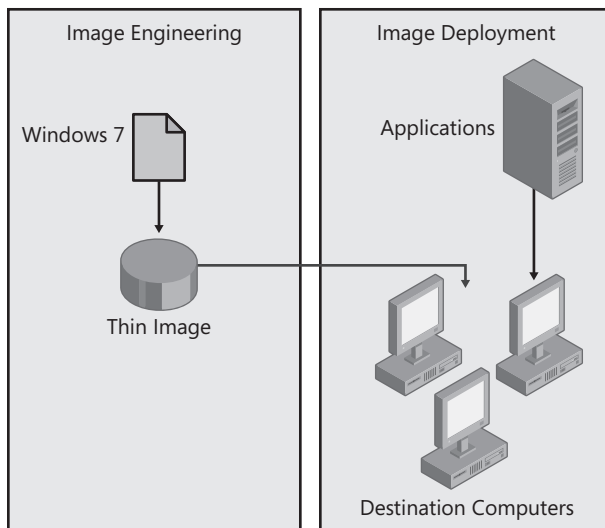 Image Engineering
Windows 7
Thin Image
Image Deployment
Applications
Destination Computers